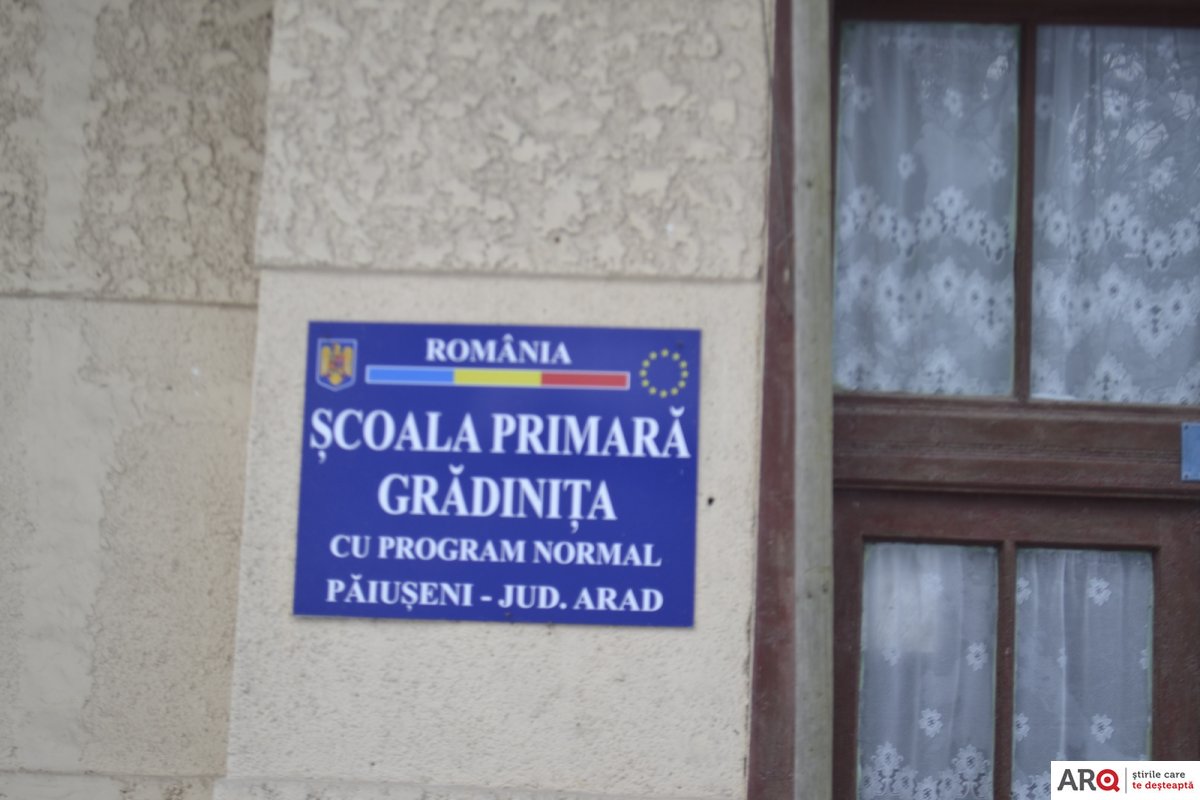 ROMÂNIA
ȘCOALA PRIMARĂ
GRĂDINIȚA
CU PROGRAM NORMAL
PĂIUȘENI - JUD. ARAD
ARQ
știrile care
te deșteaptă